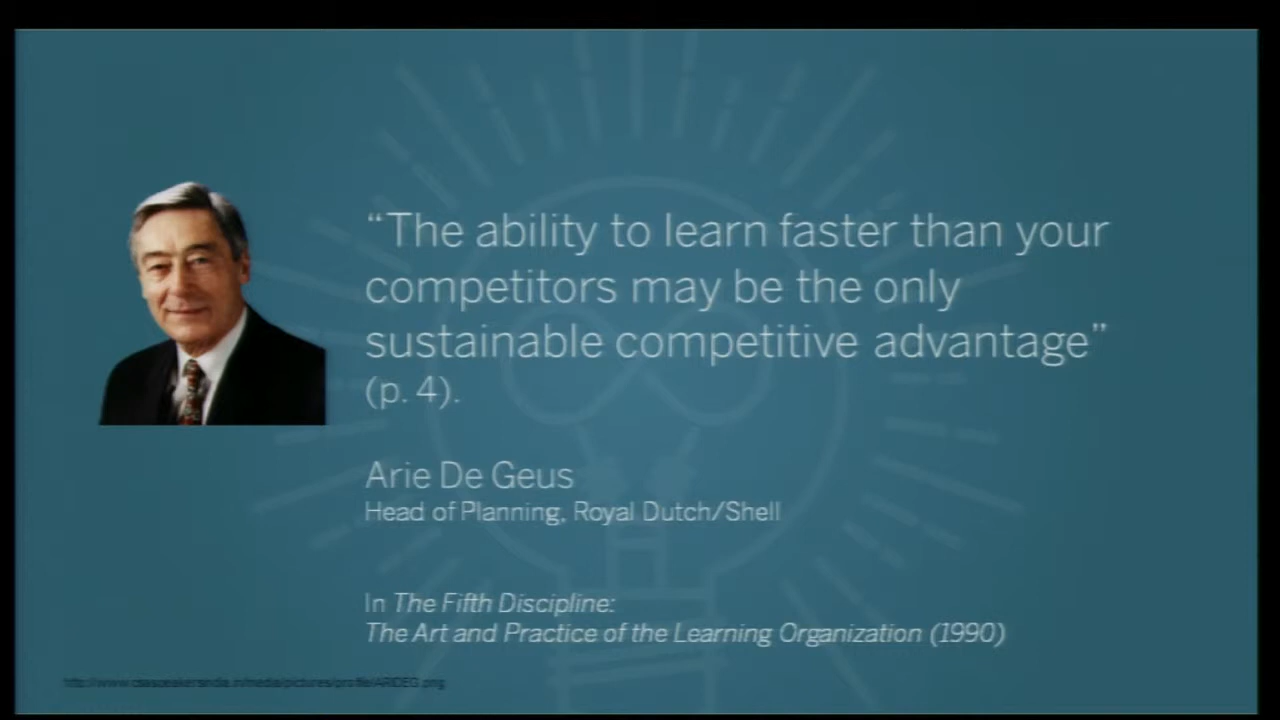 “The ability to learn faster than your
competitors may be the only
sustainable competitive advantage”
(p. 4).
Arie De Geus
Head of Planning, Royal Dutch/Shell
In The Fifth Discipline:
The Art and Practice of the Learning Organization (1990)